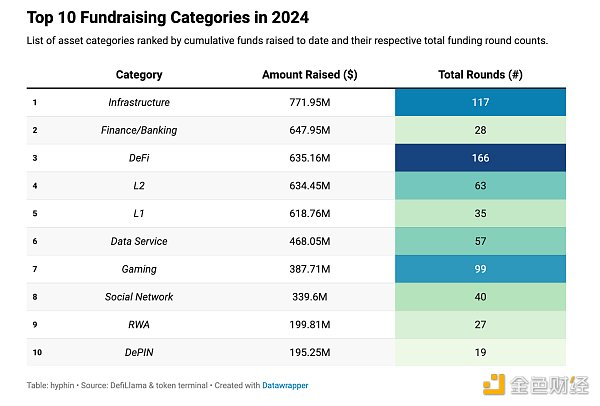 Top 10 Fundraising Categories in 2024
List of asset categories ranked by cumulative funds raised to date and their respective total funding round counts.
Category Amount Raised ($) Total Rounds (#)
1 Infrastructure 771.95M 117
2 Finance/Banking 647.95M 28
3 DeFi 635.16M 166
4 L2 634.45M 63
5 L1 618.76M 35
6 Data Service 468.05M 57
7 Gaming 387.71M 99
8 Social Network 339.6M 40
9 RWA 199.81M 27
10 DePIN 195.25M 19
Table: hyphin • Source: DefiLlama & token terminal • Created with Datawrapper
金色财经